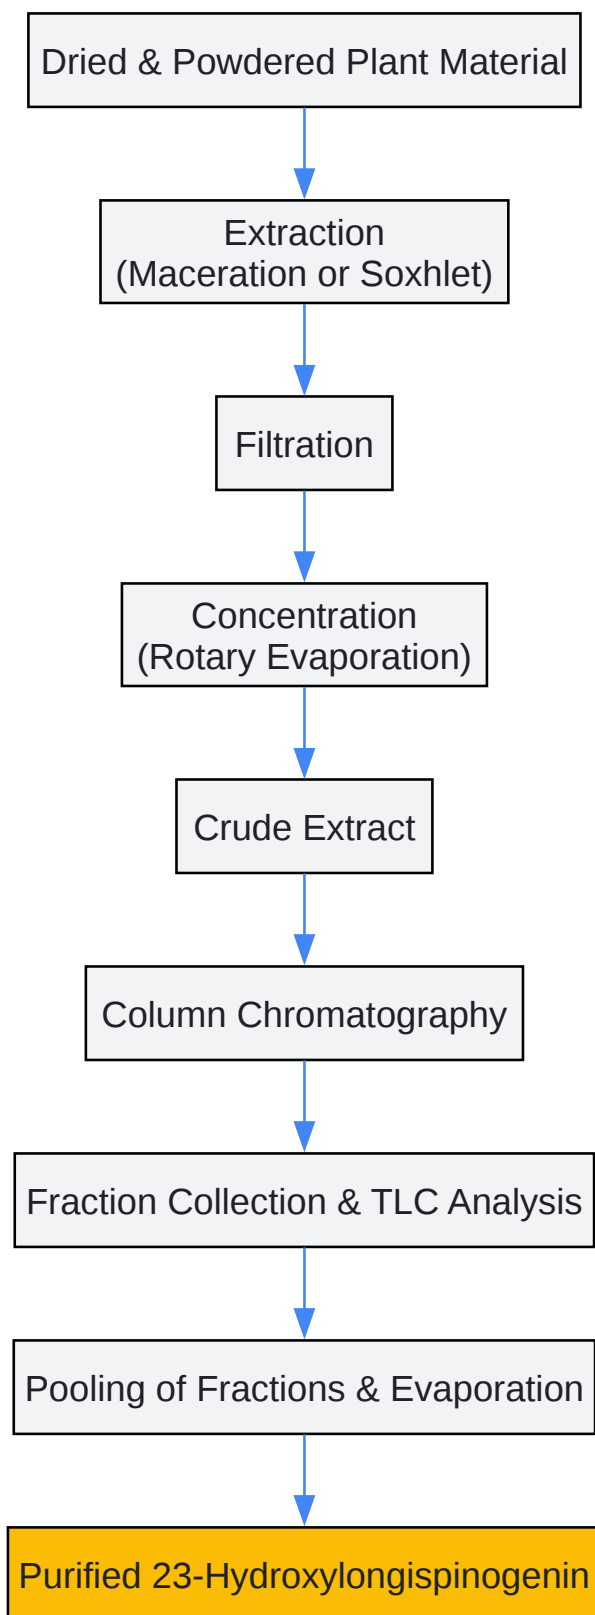 Dried & Powdered Plant Material
Extraction
(Maceration or Soxhlet)
Filtration
Concentration
(Rotary Evaporation)
Crude Extract
Column Chromatography
Fraction Collection & TLC Analysis
Pooling of Fractions & Evaporation
Purified 23-Hydroxylongispinogenin